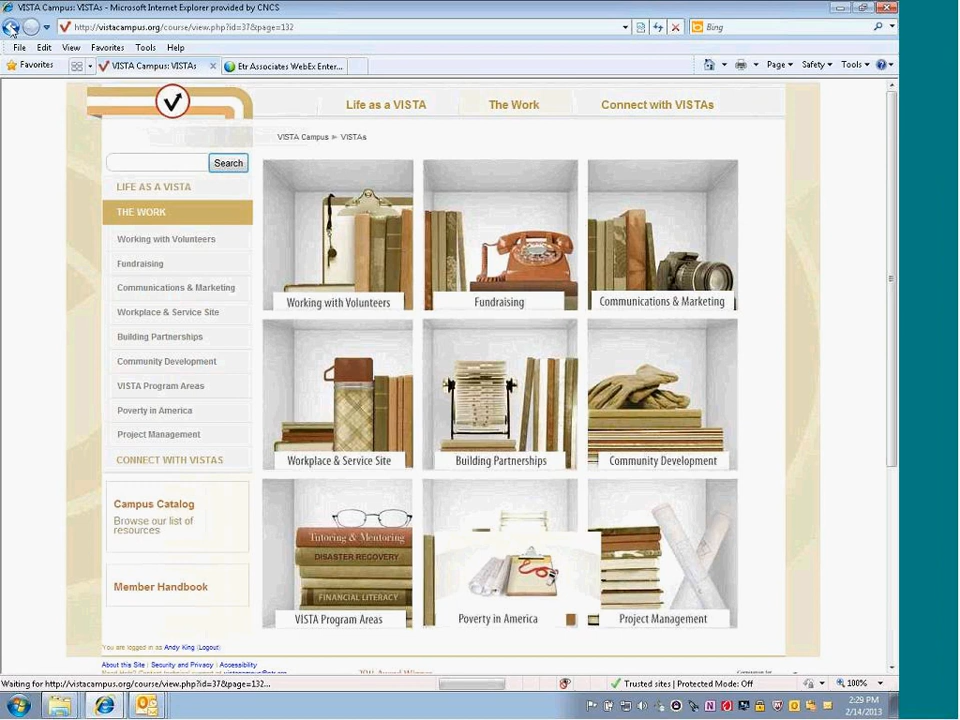 VISTA Campus: VISTAs - Microsoft Internet Explorer provided by CNCS
http://vistacampus.org/course/view.php?id=37&page=132
Bing
File Edit View Favorites Tools Help
Favorites
VISTA Campus: VISTAs
Etr Associates WebEx Enter...
Page Safety Tools
Life as a VISTA The Work Connect with VISTAs
VISTA Campus ► VISTAs
Search
LIFE AS A VISTA
THE WORK
Working with Volunteers
Fundraising
Communications & Marketing
Workplace & Service Site
Building Partnerships
Community Development
VISTA Program Areas
Poverty in America
Project Management
CONNECT WITH VISTAS
Campus Catalog
Browse our list of
resources
Member Handbook
Working with Volunteers
Fundraising
Communications & Marketing
Workplace & Service Site
Building Partnerships
Community Development
Tutoring & Mentoring
DISASTER RECOVERY
FINANCIAL LITERACY
VISTA Program Areas
Poverty in America
Project Management
You are logged in as Andy King (Logout)
About this Site | Security and Privacy | Accessibility
Waiting for http://vistacampus.org/course/view.php?id=37&page=132...
Trusted sites | Protected Mode: Off
100%
2:29 PM
2/14/2013